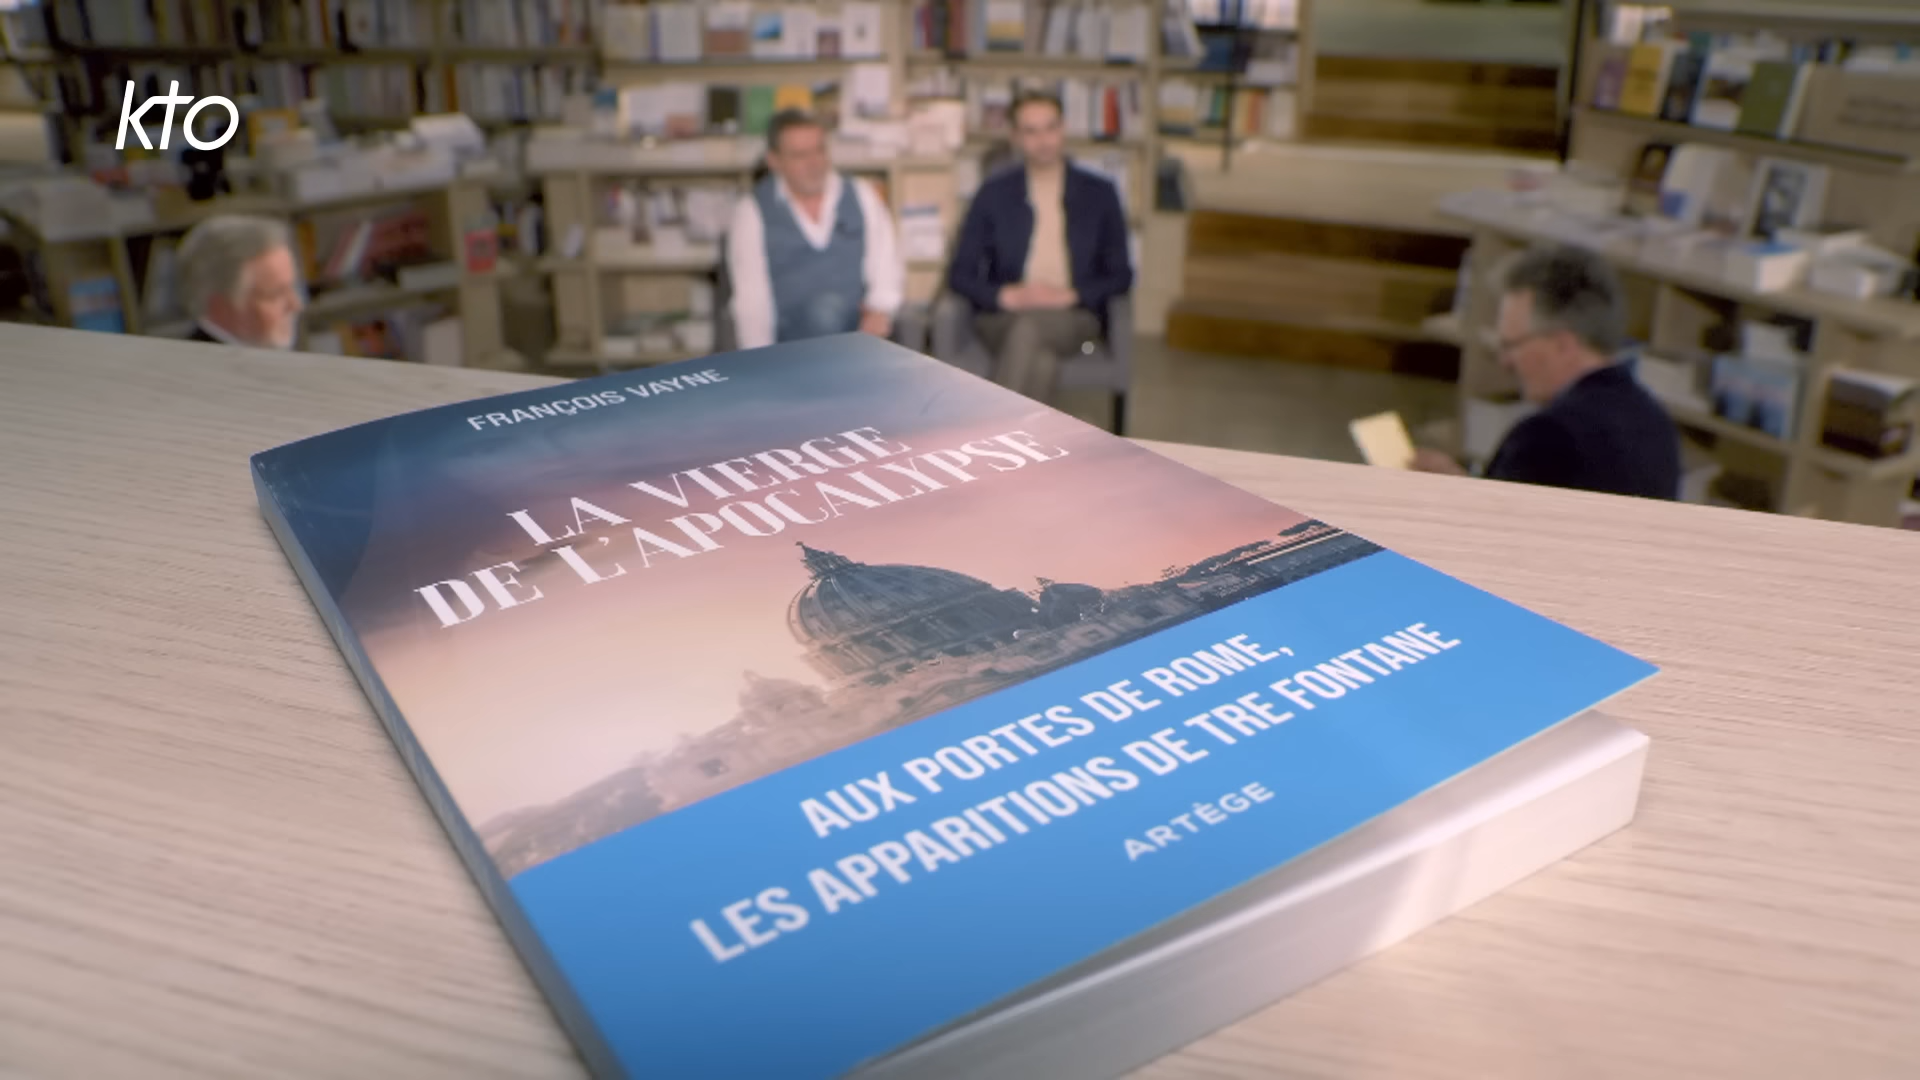 kto
FRANÇOIS VAYNE
LA VIERGE
DE L'APOCALYPSE
AUX PORTES DE ROME,
LES APPARITIONS DE TRE FONTANE
ARTÈGE